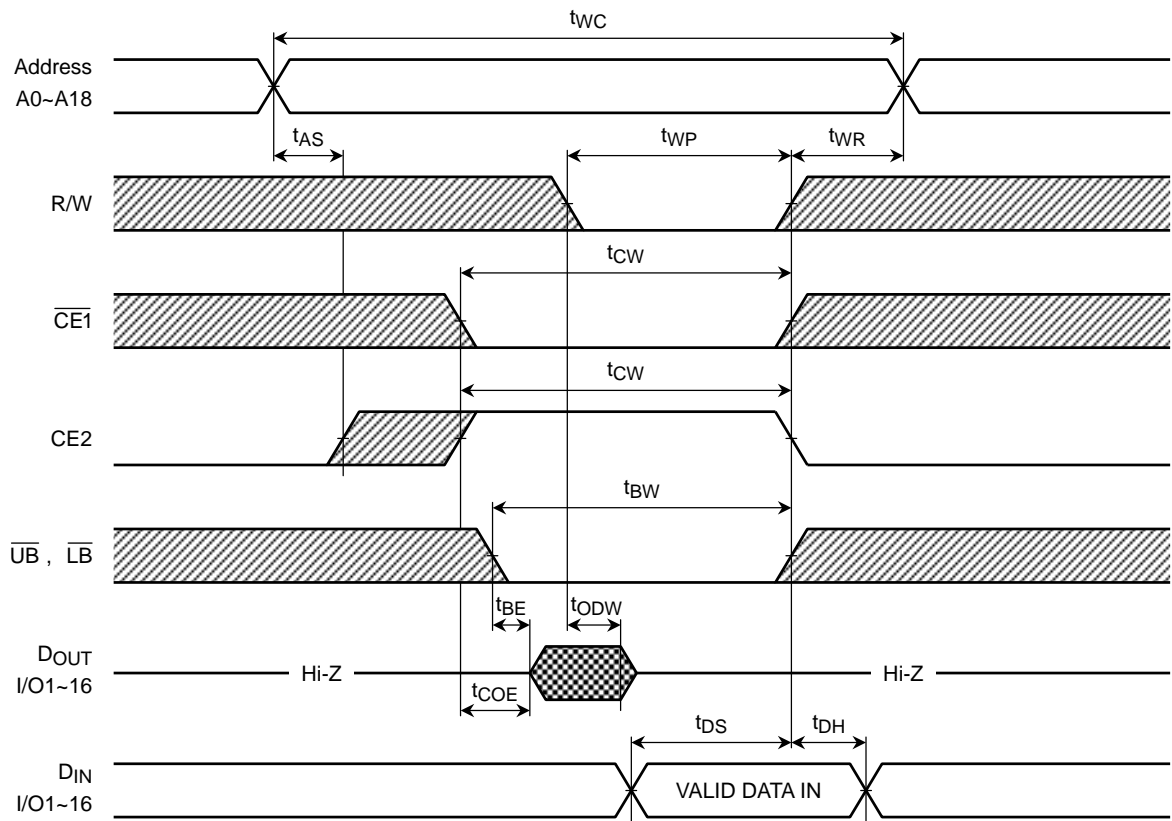 tWC
Address
A0~A18
tAS
tWP
tWR
R/W
tCW
CE1
tCW
CE2
tBW
UB , LB
tBE
tODW
DOUT
I/O1~16
Hi-Z
Hi-Z
tCOE
tDS
tDH
DIN
I/O1~16
VALID DATA IN